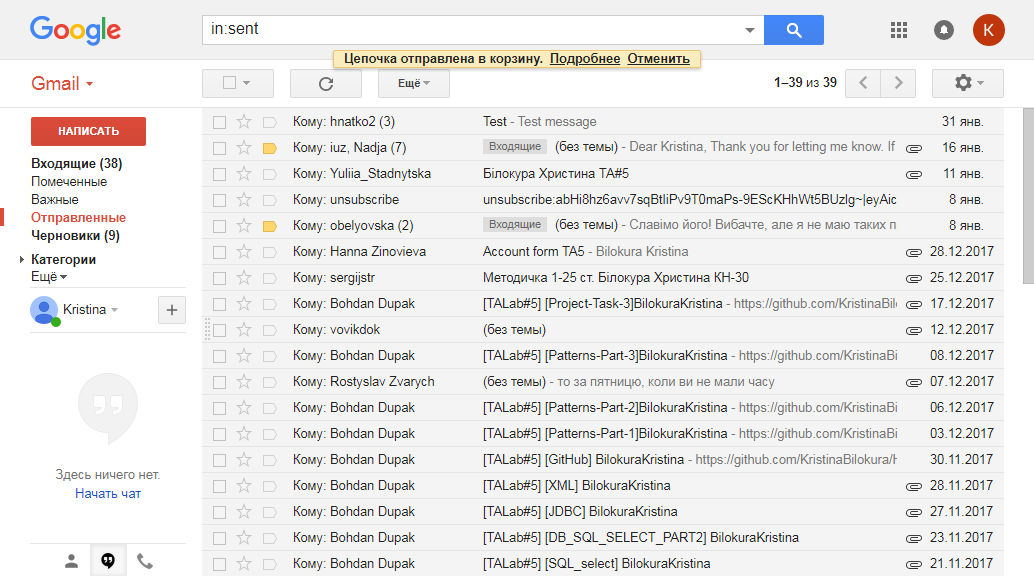 Google
in:sent
K
Цепочка отправлена в корзину. Подробнее Отменить
Gmail
Ещё
1–39 из 39
НАПИСАТЬ
Входящие (38)
Помеченные
Важные
Отправленные
Черновики (9)
Категории
Ещё
Kristina
Здесь ничего нет.
Начать чат
Кому: hnatko2 (3) Test - Test message 31 янв.
Кому: iuz, Nadja (7) Входящие (без темы) - Dear Kristina, Thank you for letting me know. If 16 янв.
Кому: Yuliia_Stadnytska Білокура Христина ТА#5 11 янв.
Кому: unsubscribe unsubscribe:abHi8hz6avv7sqBtIiPv9T0maPs-9EScKHhWt5BUzlg~|eyAic 8 янв.
Кому: obelyovska (2) Входящие (без темы) - Славімо його! Вибачте, але я не маю таких п 8 янв.
Кому: Hanna Zinovieva Account form TA5 - Bilokura Kristina 28.12.2017
Кому: sergijstr Методичка 1-25 ст. Білокура Христина КН-30 25.12.2017
Кому: Bohdan Dupak [TALab#5] [Project-Task-3]BilokuraKristina - https://github.com/KristinaBilo 17.12.2017
Кому: vovikdok (без темы) 12.12.2017
Кому: Bohdan Dupak [TALab#5] [Patterns-Part-3]BilokuraKristina - https://github.com/KristinaBi 08.12.2017
Кому: Rostyslav Zvarych (без темы) - то за пятницю, коли ви не мали часу 07.12.2017
Кому: Bohdan Dupak [TALab#5] [Patterns-Part-2]BilokuraKristina - https://github.com/KristinaBi 06.12.2017
Кому: Bohdan Dupak [TALab#5] [Patterns-Part-1]BilokuraKristina - https://github.com/KristinaBi 03.12.2017
Кому: Bohdan Dupak [TALab#5] [GitHub] BilokuraKristina - https://github.com/KristinaBilokura/H 30.11.2017
Кому: Bohdan Dupak [TALab#5] [XML] BilokuraKristina 28.11.2017
Кому: Bohdan Dupak [TALab#5] [JDBC] BilokuraKristina 27.11.2017
Кому: Bohdan Dupak [TALab#5] [DB_SQL_SELECT_PART2] BilokuraKristina 23.11.2017
Кому: Bohdan Dupak [TALab#5] [SQL_select] BilokuraKristina 21.11.2017